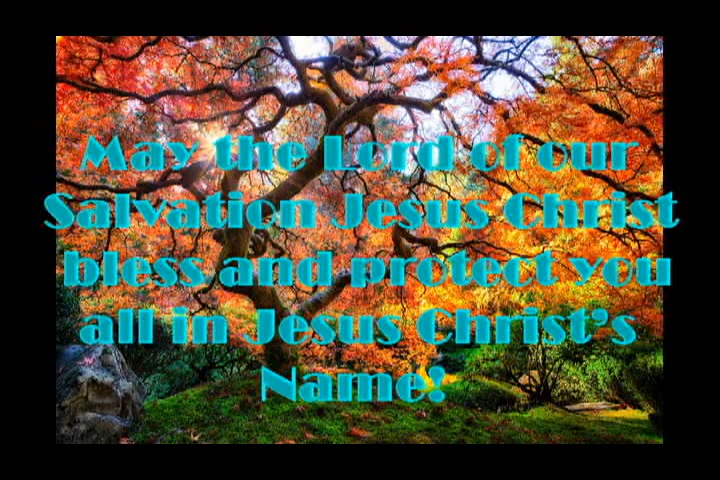 May the Lord of our
Salvation Jesus Christ
bless and protect you
all in Jesus Christ's
Name!